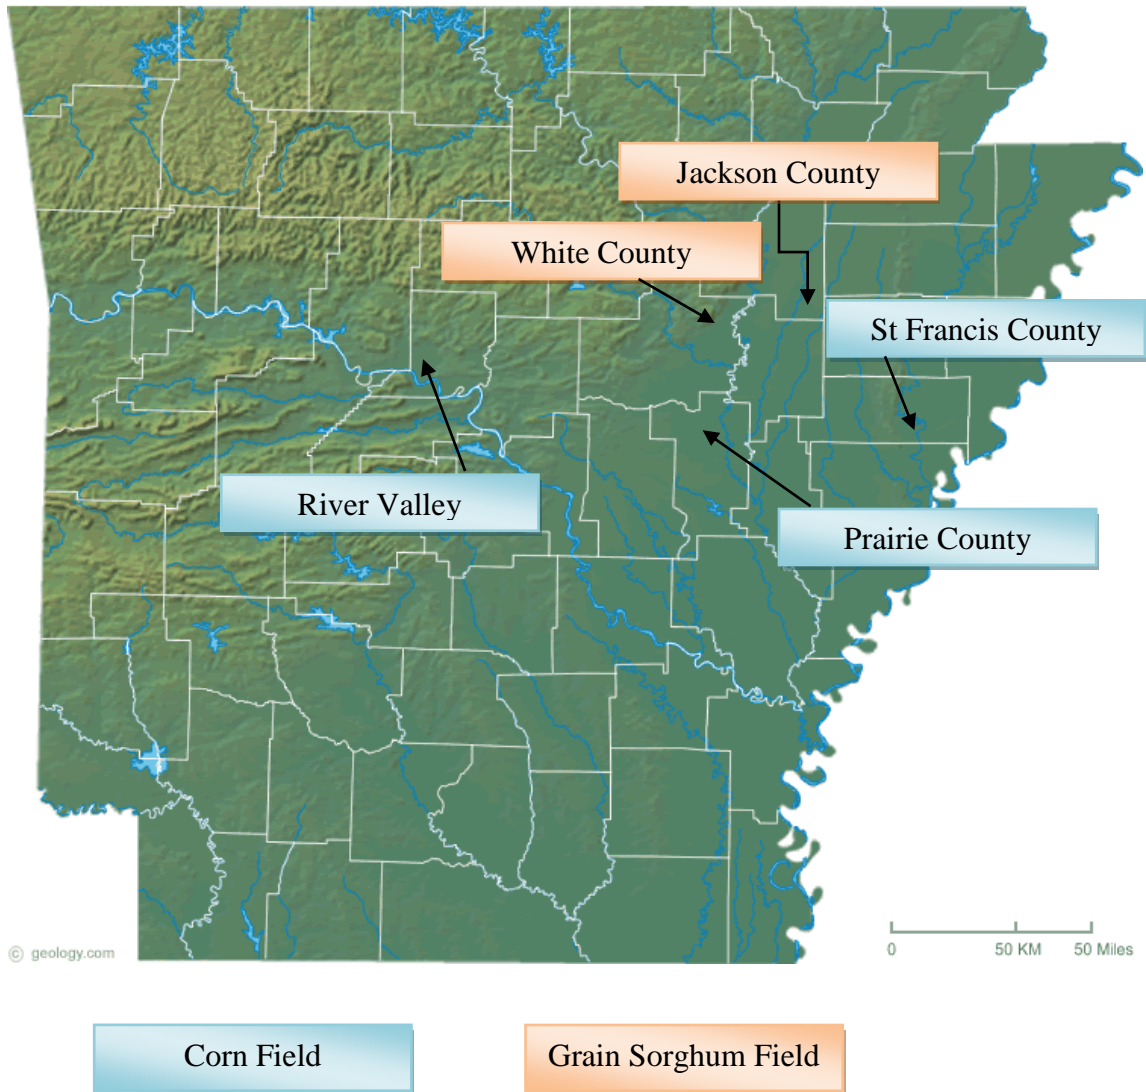 Jackson County
White County
St Francis County
River Valley
Prairie County
© geology.com
0 50 KM 50 Miles
Corn Field
Grain Sorghum Field